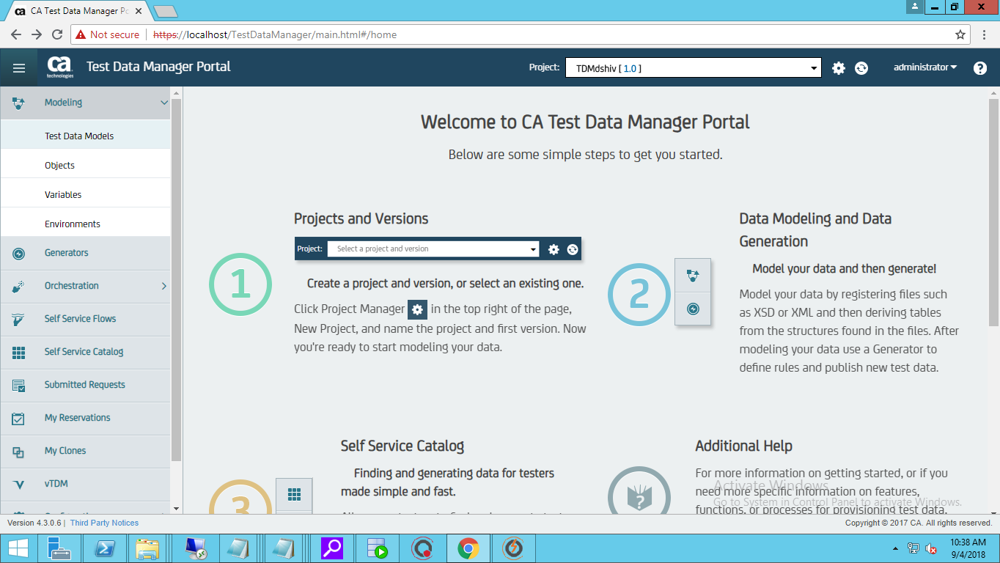 CA Test Data Manager Po
Not secure | https://localhost/TestDataManager/main.html#/home
ca
technologies
Test Data Manager Portal
Project:
TDMdshiv [ 1.0 ]
administrator
?
Modeling
Test Data Models
Objects
Variables
Environments
Generators
Orchestration
Self Service Flows
Self Service Catalog
Submitted Requests
My Reservations
My Clones
vTDM
Welcome to CA Test Data Manager Portal
Below are some simple steps to get you started.
1
Projects and Versions
Project:
Select a project and version
Create a project and version, or select an existing one.
Click Project Manager in the top right of the page,
New Project, and name the project and first version. Now
you're ready to start modeling your data.
2
Data Modeling and Data
Generation
Model your data and then generate!
Model your data by registering files such
as XSD or XML and then deriving tables
from the structures found in the files. After
modeling your data use a Generator to
define rules and publish new test data.
3
Self Service Catalog
Finding and generating data for testers
made simple and fast.
?
Additional Help
For more information on getting started, or if you
need more specific information on features,
functions, or processes for provisioning test data,
Activate Windows
Go to System in Control Panel to activate Windows.
Version 4.3.0.6 | Third Party Notices
Copyright © 2017 CA. All rights reserved.
10:38 AM
9/4/2018